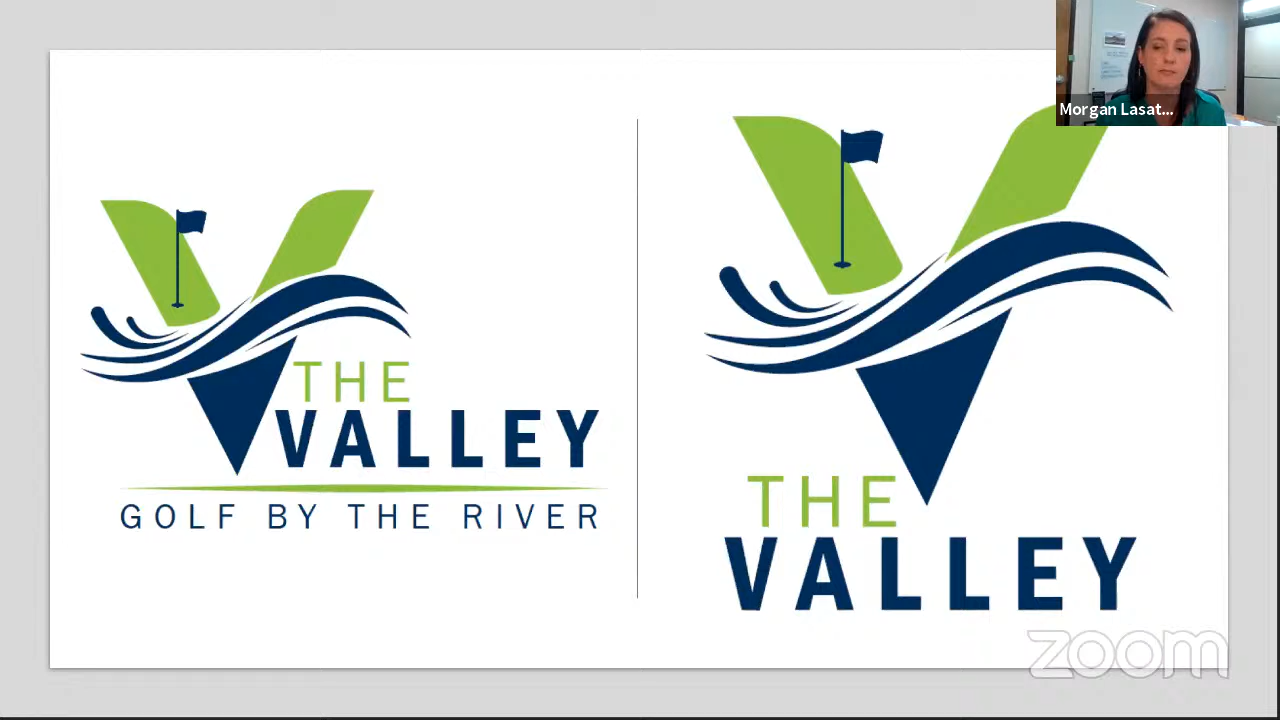 Morgan Lasat...
THE
VALLEY
GOLF BY THE RIVER
THE
VALLEY
zoom